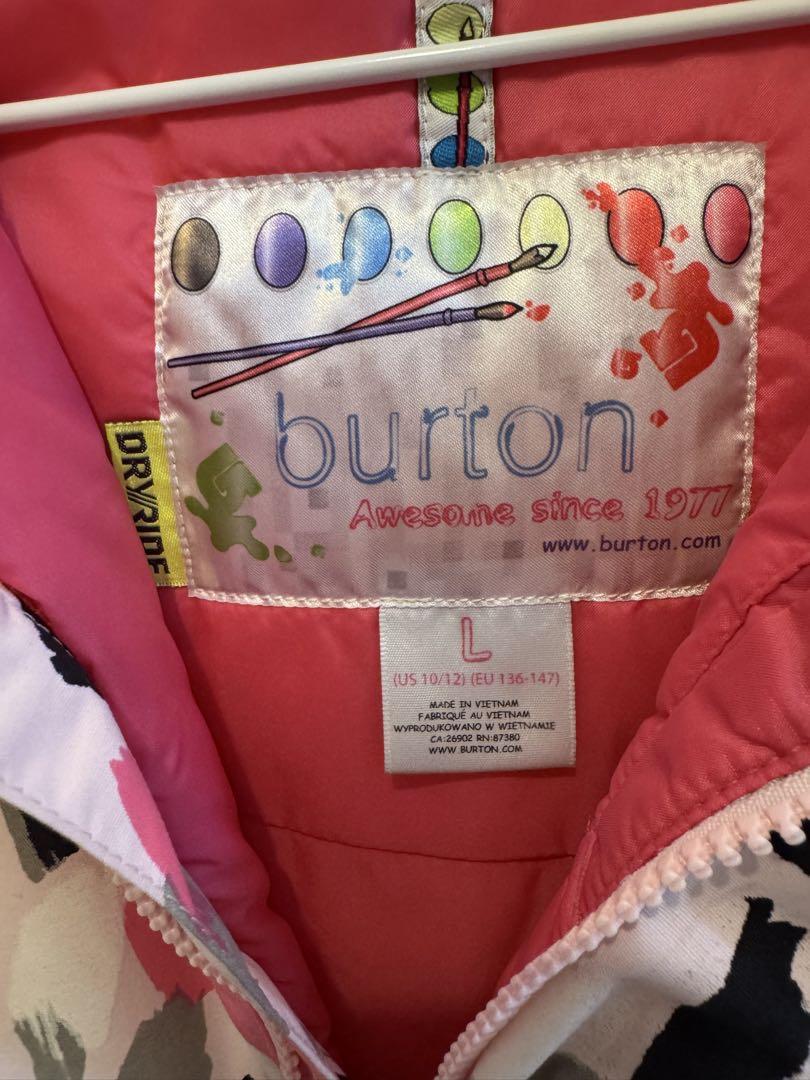 burton
Awesome since 1977
www.burton.com
DRYRIDE
L
(US 10/12) (EU 136-147)
MADE IN VIETNAM
FABRIQUÉ AU VIETNAM
WYPRODUKOWANO W WIETNAMIE
CA:26902 RN:87380
WWW.BURTON.COM